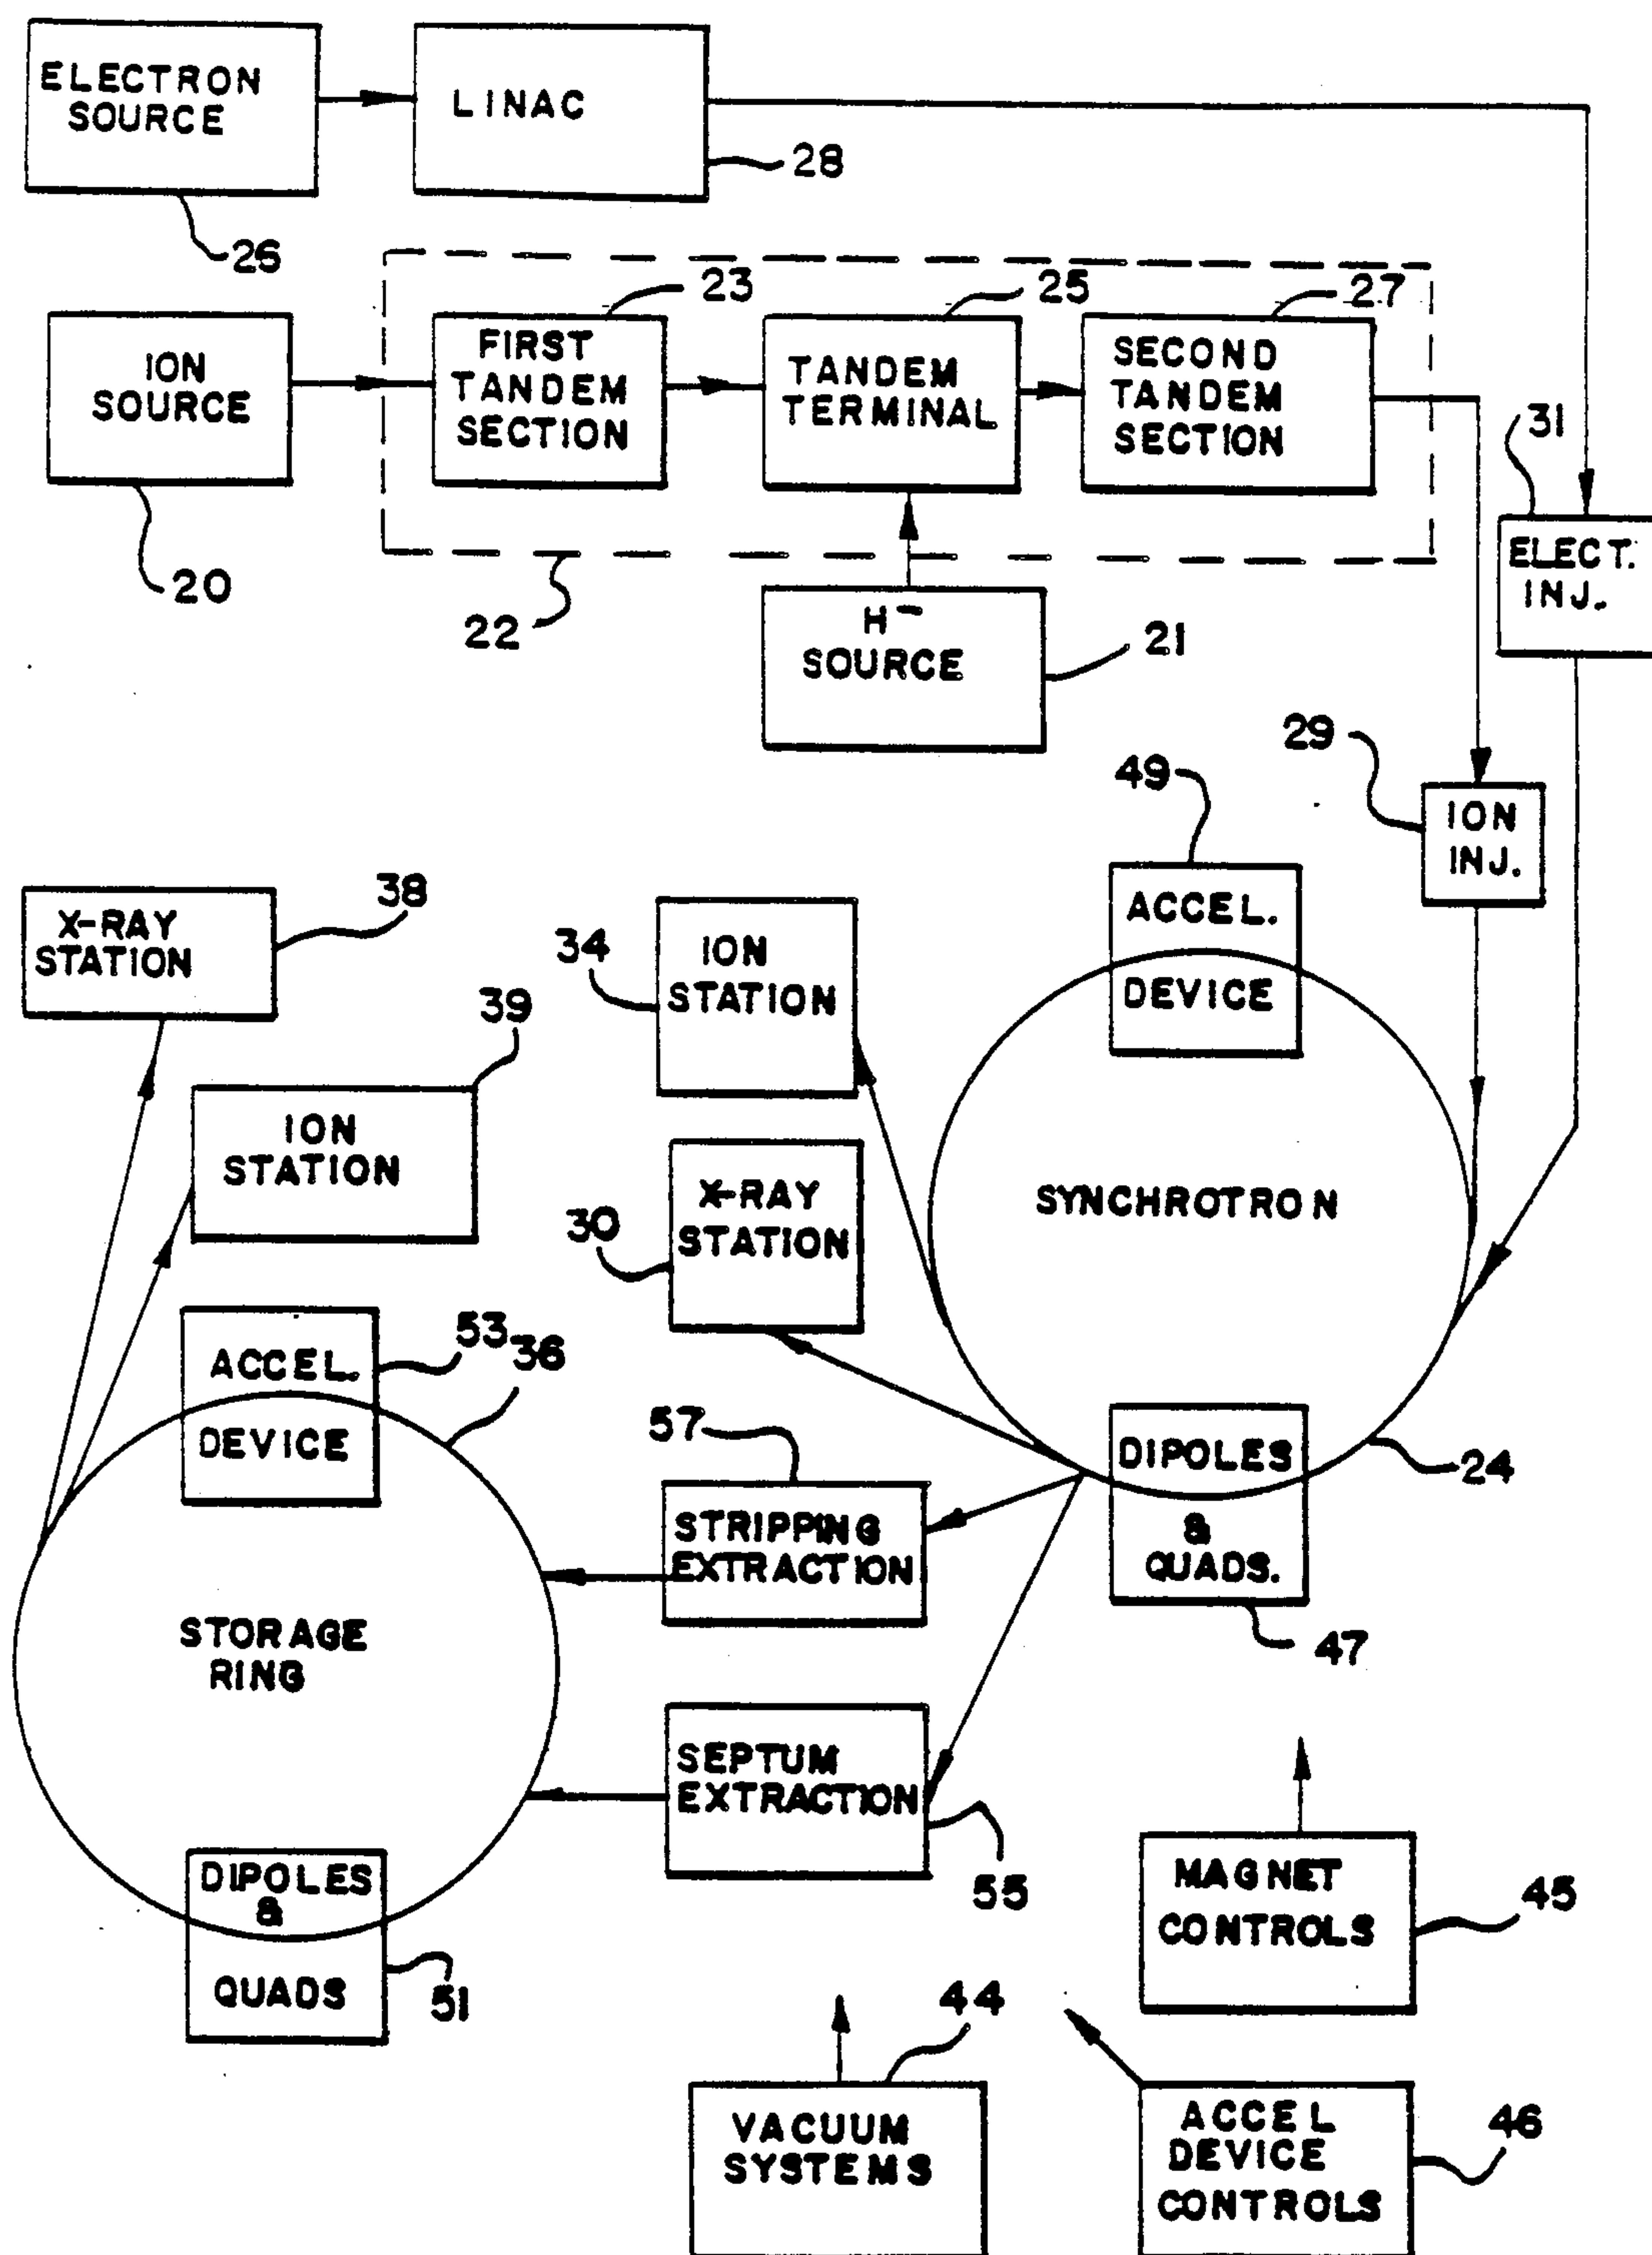 ELECTRON
SOURCE
LINAC
28
26
23
25
27
ION
SOURCE
FIRST
TANDEM
SECTION
TANDEM
TERMINAL
SECOND
TANDEM
SECTION
31
ELECT.
INJ.
20
22
H⁻
SOURCE
21
29
49
ION
INJ.
X-RAY
STATION
38
34
ION
STATION
ACCEL.
DEVICE
39
ION
STATION
30
X-RAY
STATION
SYNCHROTRON
ACCEL.
DEVICE
53
36
57
STRIPPING
EXTRACTION
DIPOLES
&
QUADS.
24
47
STORAGE
RING
SEPTUM
EXTRACTION
55
DIPOLES
&
QUADS
51
MAGNET
CONTROLS
45
44
VACUUM
SYSTEMS
ACCEL
DEVICE
CONTROLS
46